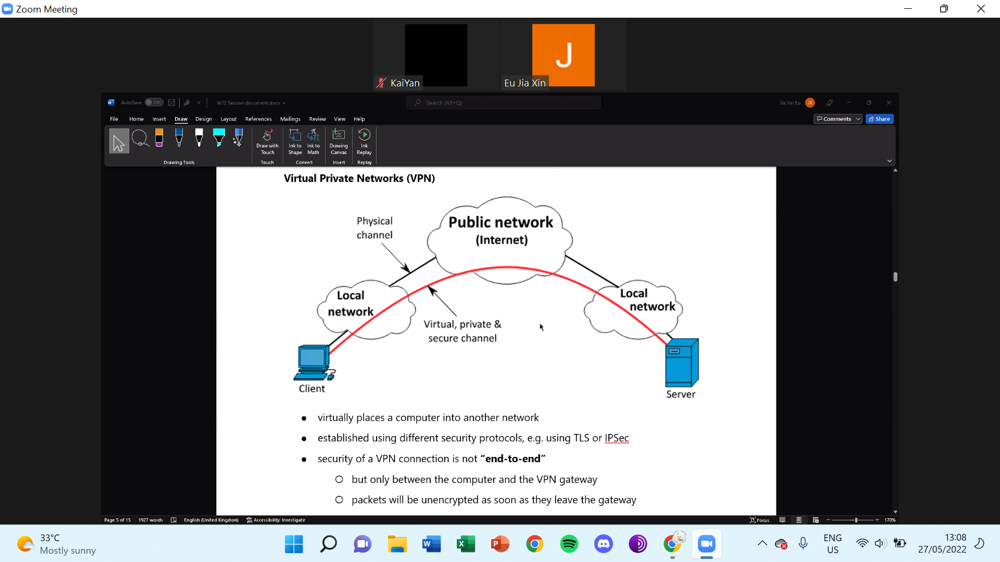 Zoom Meeting
J
KaiYan
Eu Jia Xin
AutoSave Off W12 Session document.docx Search (Alt+Q) Jia Xin Eu JX
File Home Insert Draw Design Layout References Mailings Review View Help Comments Share
Draw with Touch
Ink to Shape
Ink to Math
Drawing Canvas
Ink Replay
Drawing Tools Touch Convert Insert Replay
Virtual Private Networks (VPN)
Public network
(Internet)
Physical
channel
Local
network
Local
network
Virtual, private &
secure channel
Client
Server
• virtually places a computer into another network
• established using different security protocols, e.g. using TLS or IPSec
• security of a VPN connection is not “end-to-end”
○ but only between the computer and the VPN gateway
○ packets will be unencrypted as soon as they leave the gateway
Page 5 of 15 1927 words English (United Kingdom) Accessibility: Investigate Focus 170%
33°C
Mostly sunny
ENG
US
13:08
27/05/2022